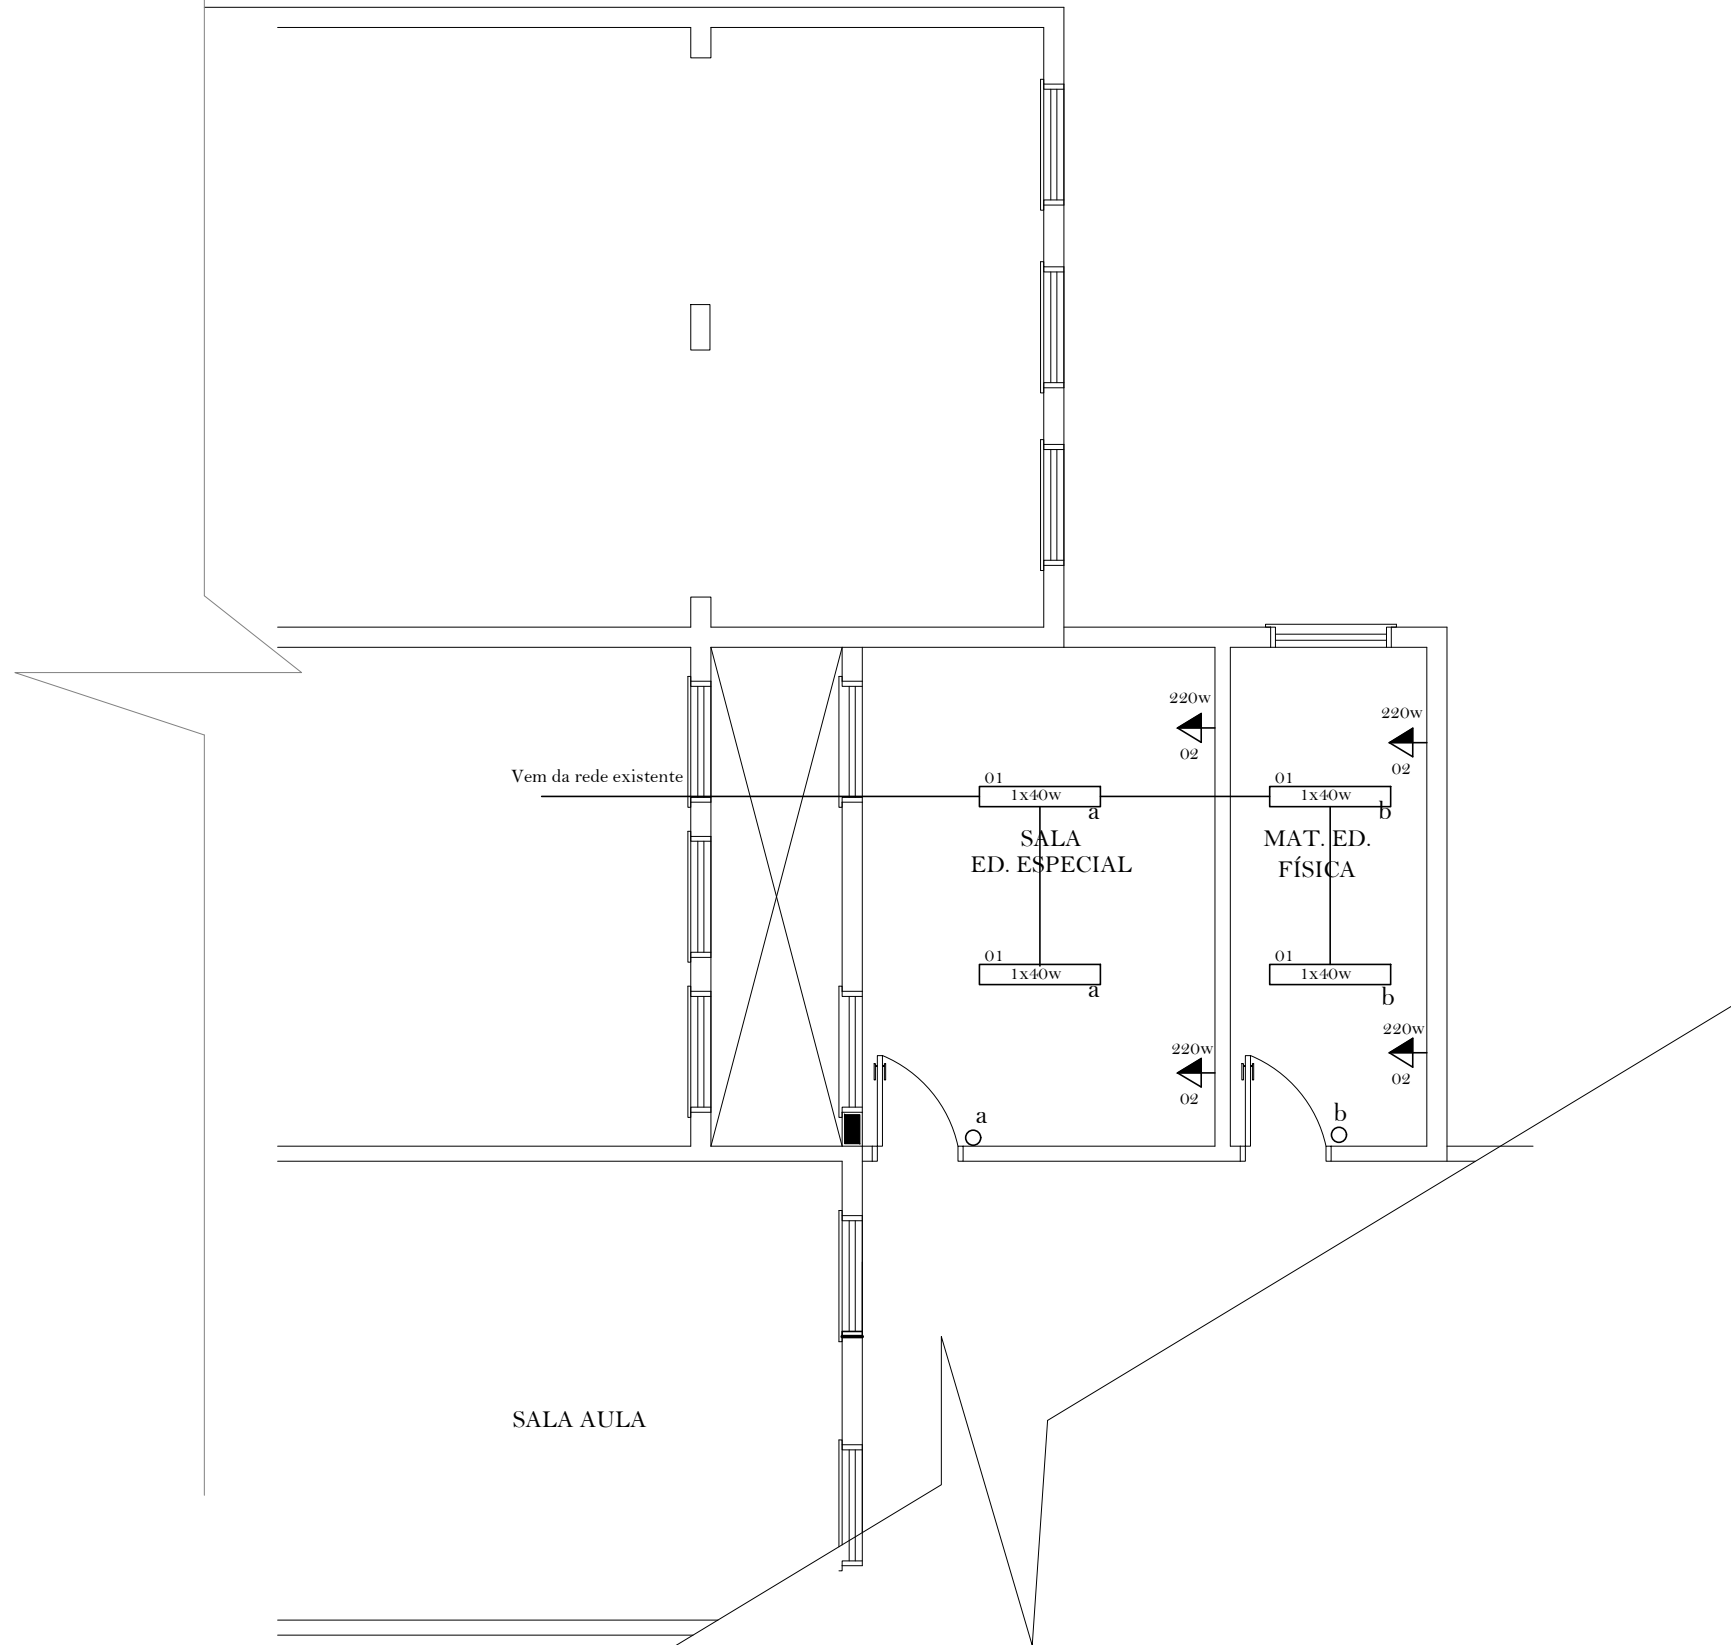 220w
02
220w
02
Vem da rede existente
01
1x40w
a
01
1x40w
b
SALA
ED. ESPECIAL
MAT. ED.
FÍSICA
01
1x40w
a
01
1x40w
b
220w
02
220w
02
a
b
SALA AULA